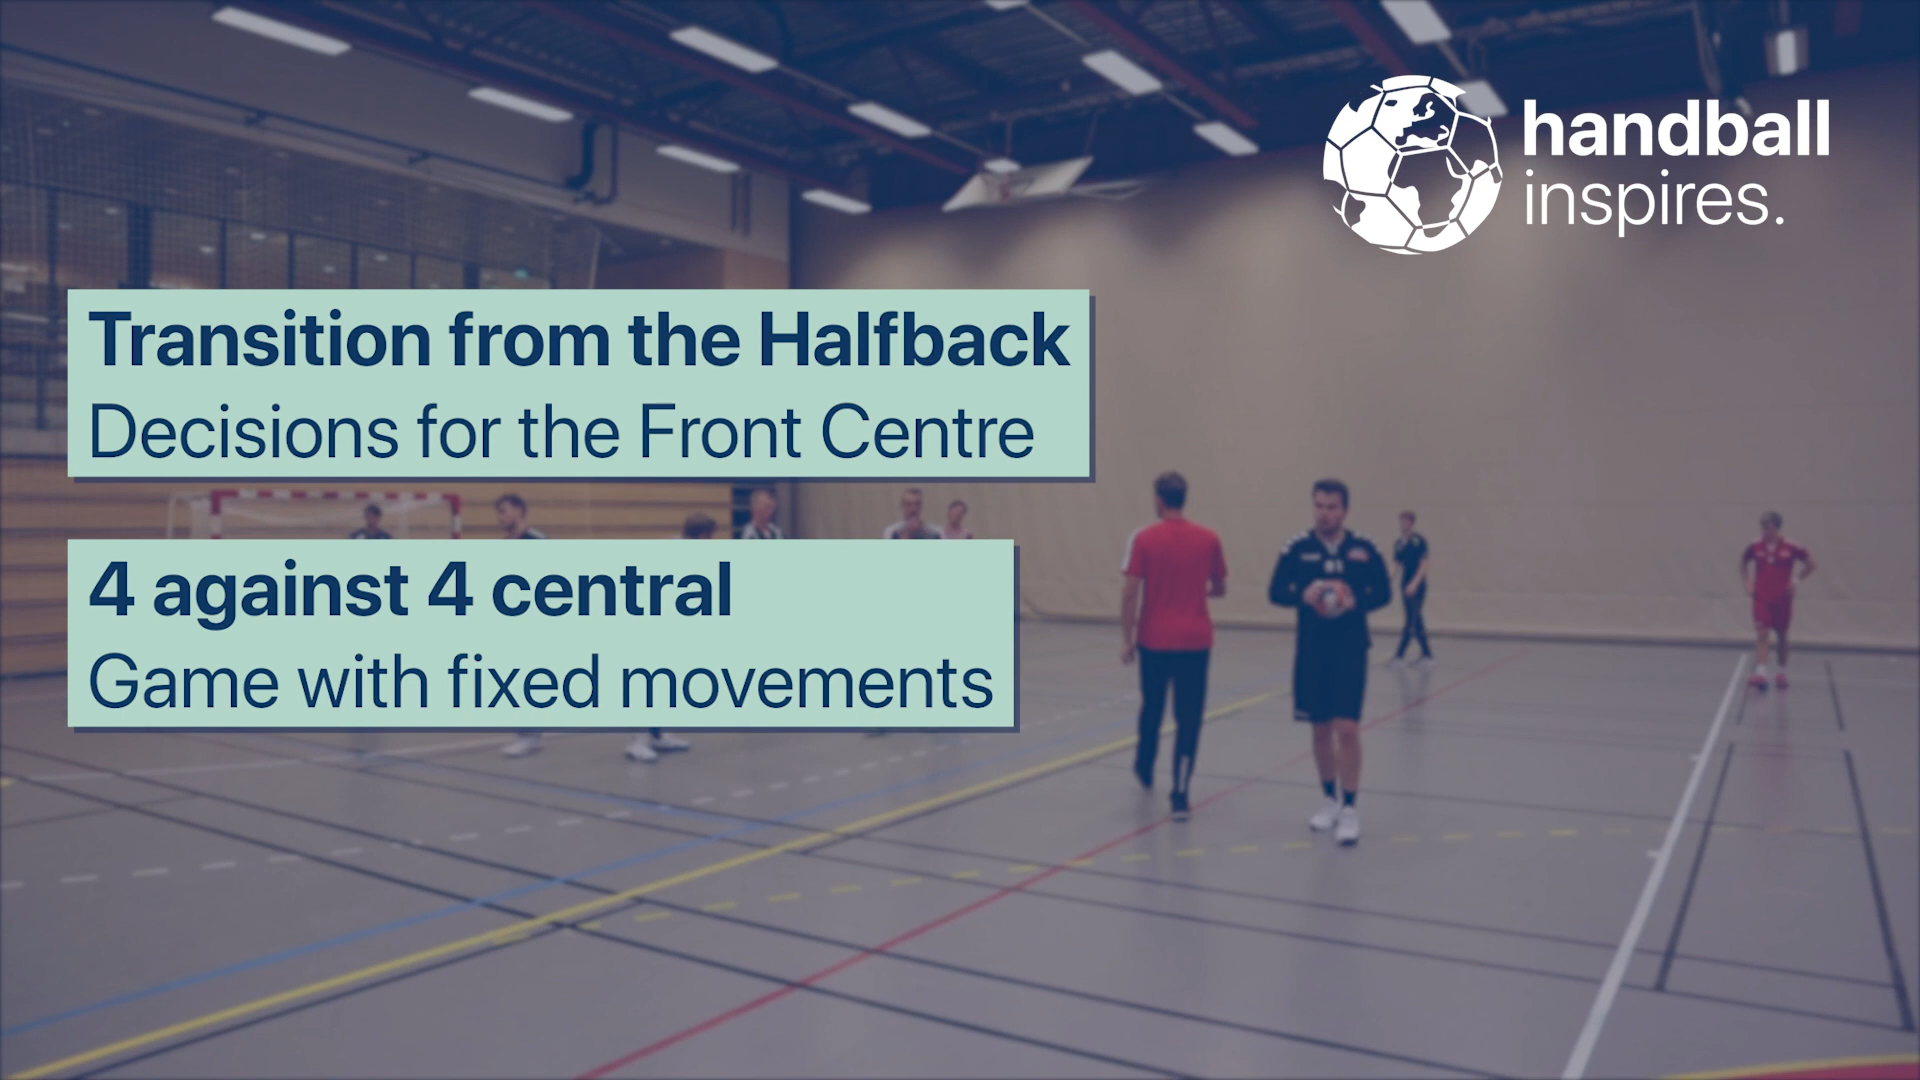 handball
inspires.
Transition from the Halfback
Decisions for the Front Centre
4 against 4 central
Game with fixed movements